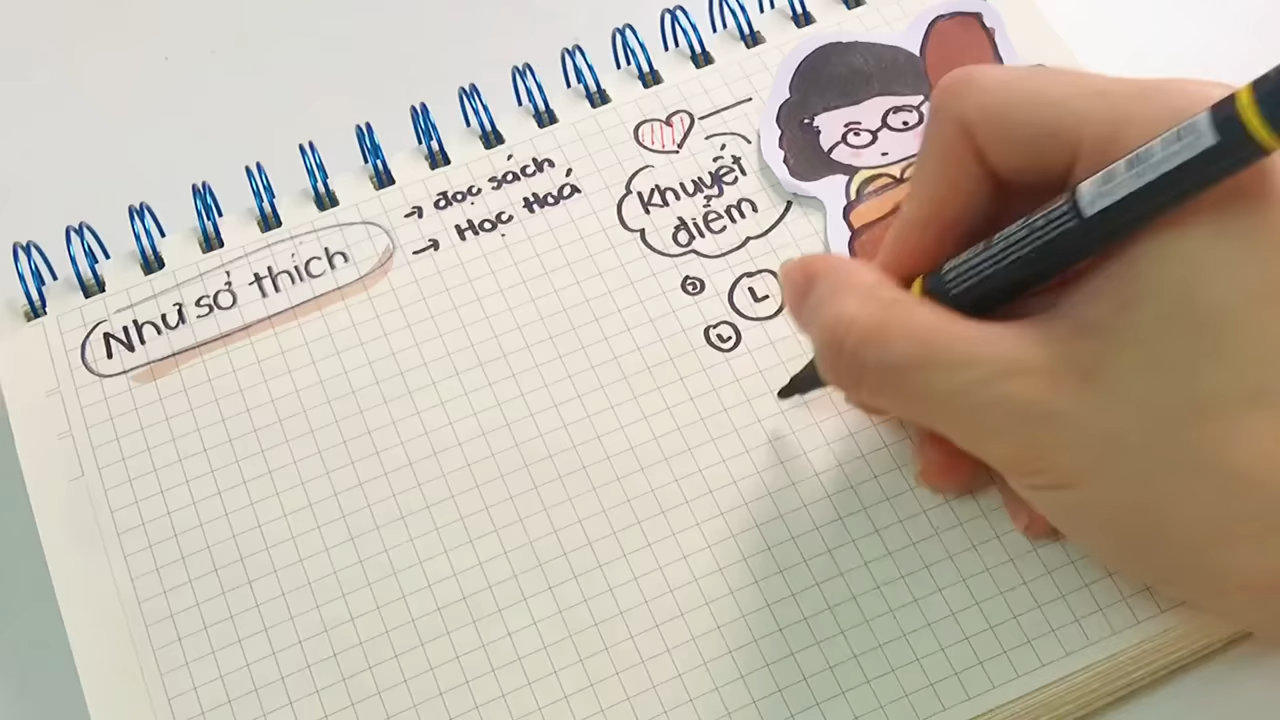 Như sở thích
→ đọc sách
→ Học Hoá
Khuyết
điểm
L
L